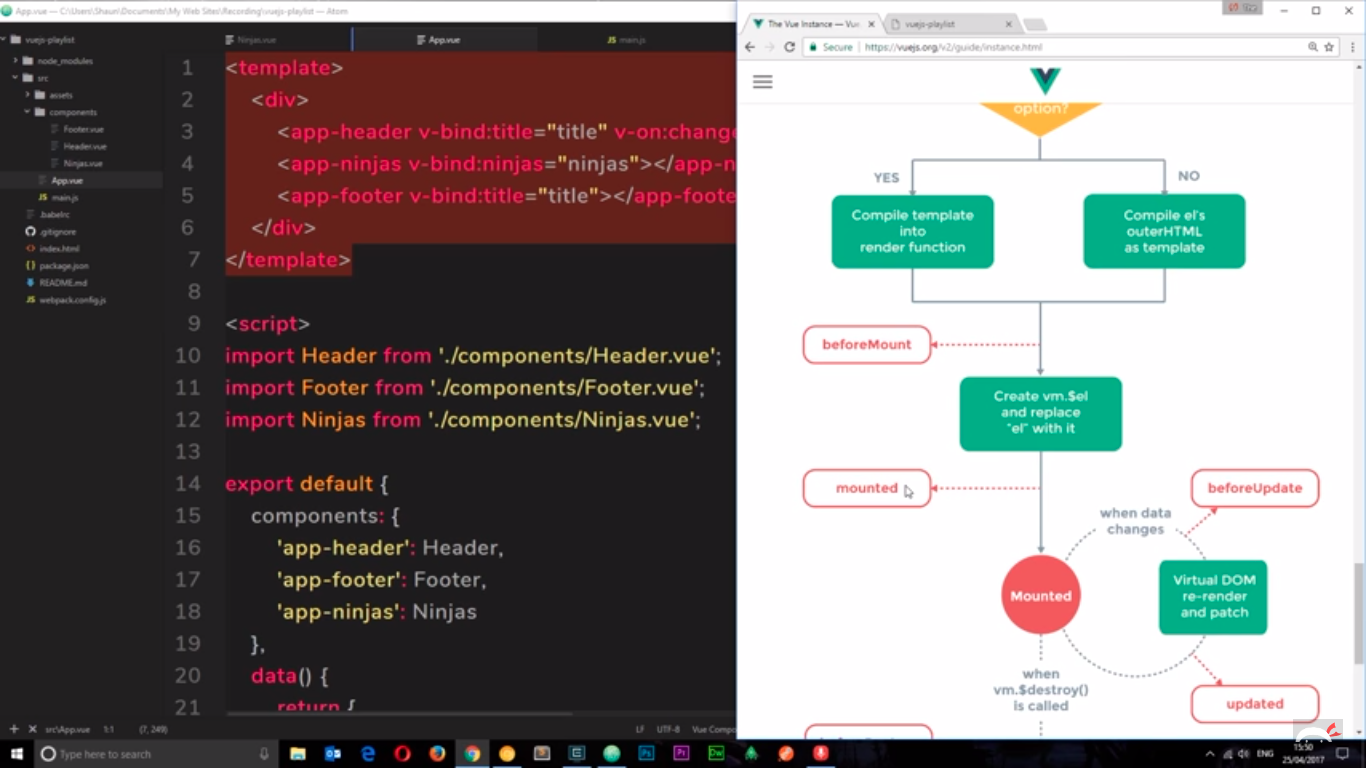 App.vue — C:\Users\Shaun\Documents\My Web Sites\Recording\vuejs-playlist — Atom
vuejs-playlist
node_modules
src
assets
components
Footer.vue
Header.vue
Ninjas.vue
App.vue
main.js
.babelrc
.gitignore
index.html
package.json
README.md
webpack.config.js
Ninjas.vue
App.vue
main.js
1 <template>
2 <div>
3 <app-header v-bind:title="title" v-on:change
4 <app-ninjas v-bind:ninjas="ninjas"></app-n
5 <app-footer v-bind:title="title"></app-foote
6 </div>
7 </template>
8
9 <script>
10 import Header from './components/Header.vue';
11 import Footer from './components/Footer.vue';
12 import Ninjas from './components/Ninjas.vue';
13
14 export default {
15 components: {
16 'app-header': Header,
17 'app-footer': Footer,
18 'app-ninjas': Ninjas
19 },
20 data() {
21 return {
src\App.vue 1:1 (7, 249)
LF UTF-8 Vue Compo
The Vue Instance — Vue
vuejs-playlist
Secure https://vuejs.org/v2/guide/instance.html
option?
YES
NO
Compile template
into
render function
Compile el's
outerHTML
as template
beforeMount
Create vm.$el
and replace
"el" with it
mounted
beforeUpdate
when data
changes
Mounted
Virtual DOM
re-render
and patch
when
vm.$destroy()
is called
updated
Type here to search
ENG
15:50
25/04/2017